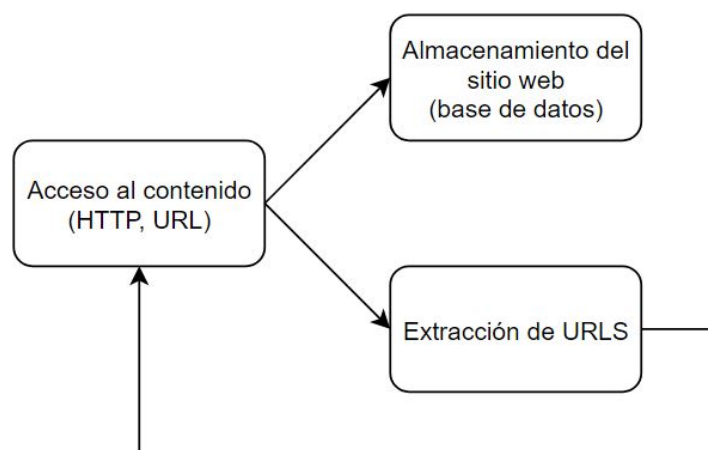 Almacenamiento del
sitio web
(base de datos)
Acceso al contenido
(HTTP, URL)
Extracción de URLS